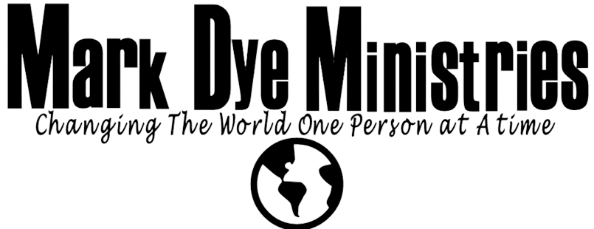 Mark Dye Ministries
Changing The World One Person at A time